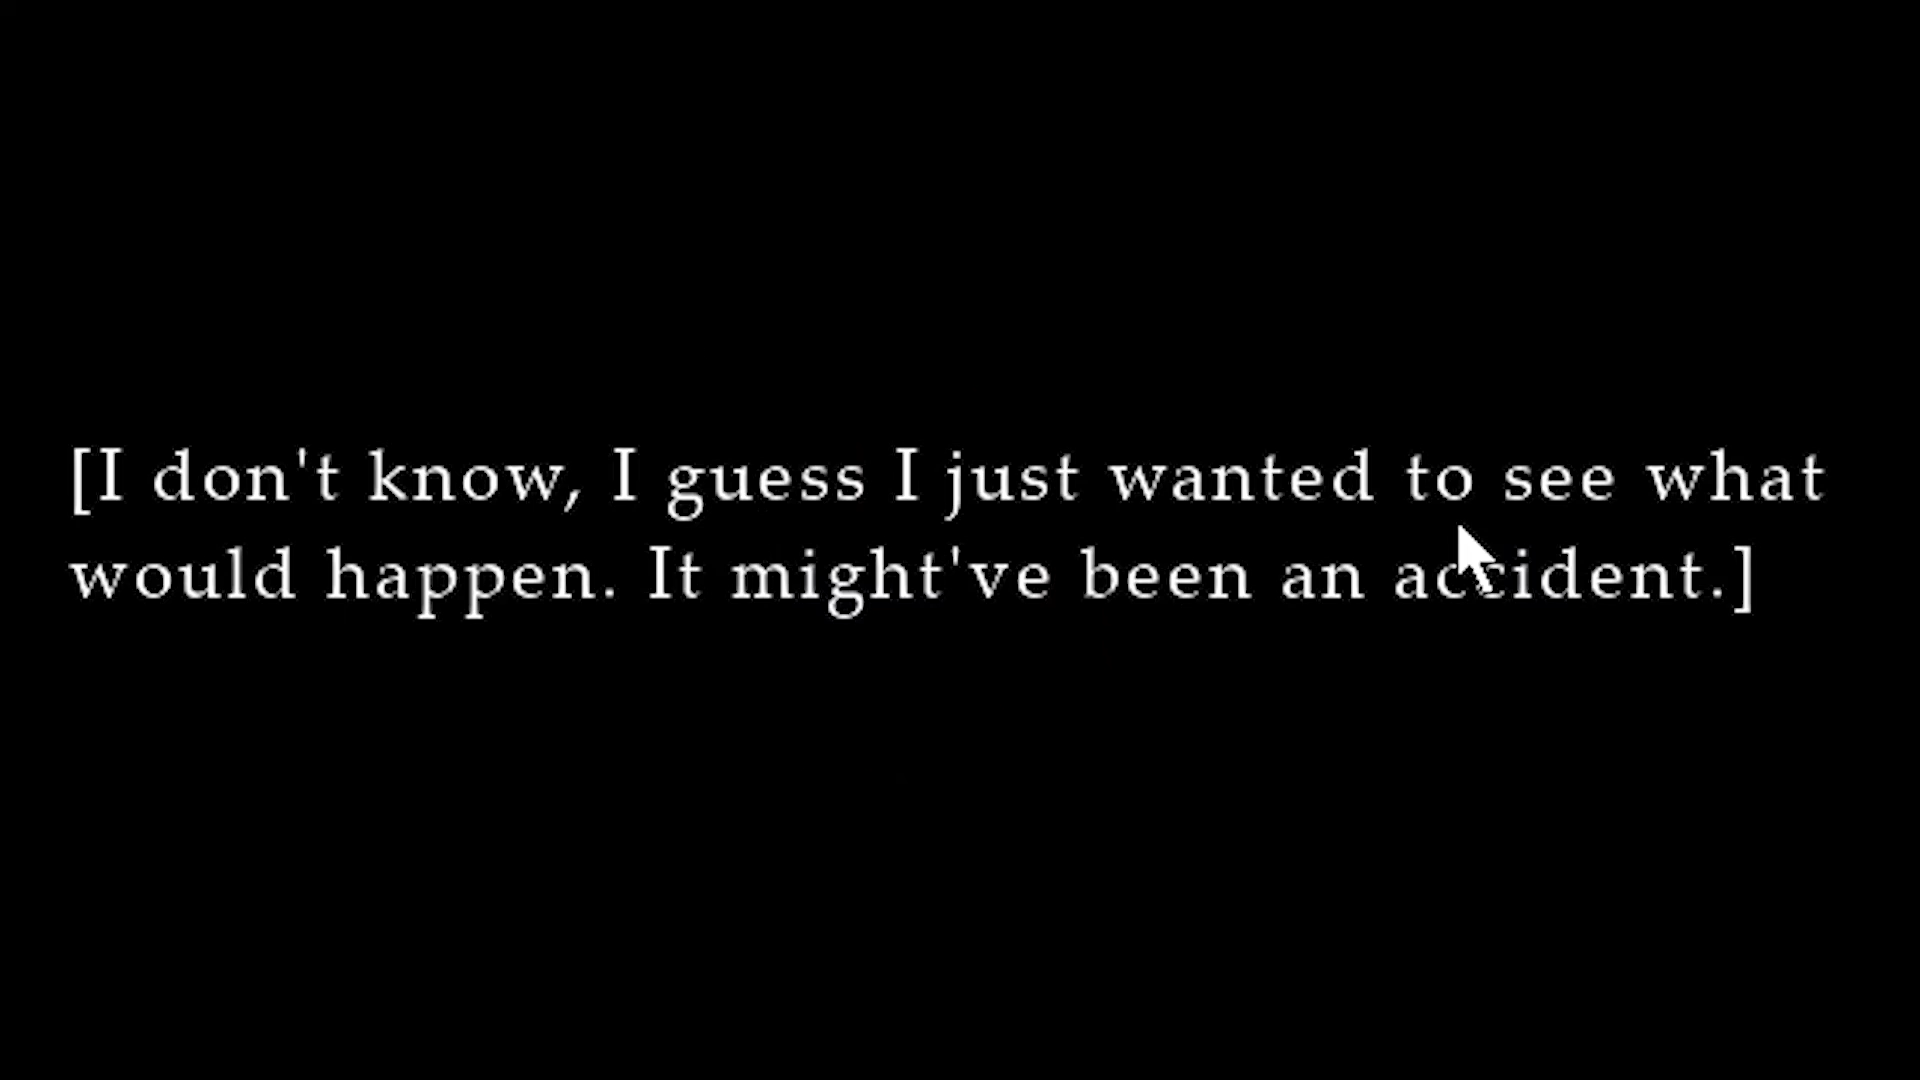 [I don't know, I guess I just wanted to see what
would happen. It might've been an accident.]